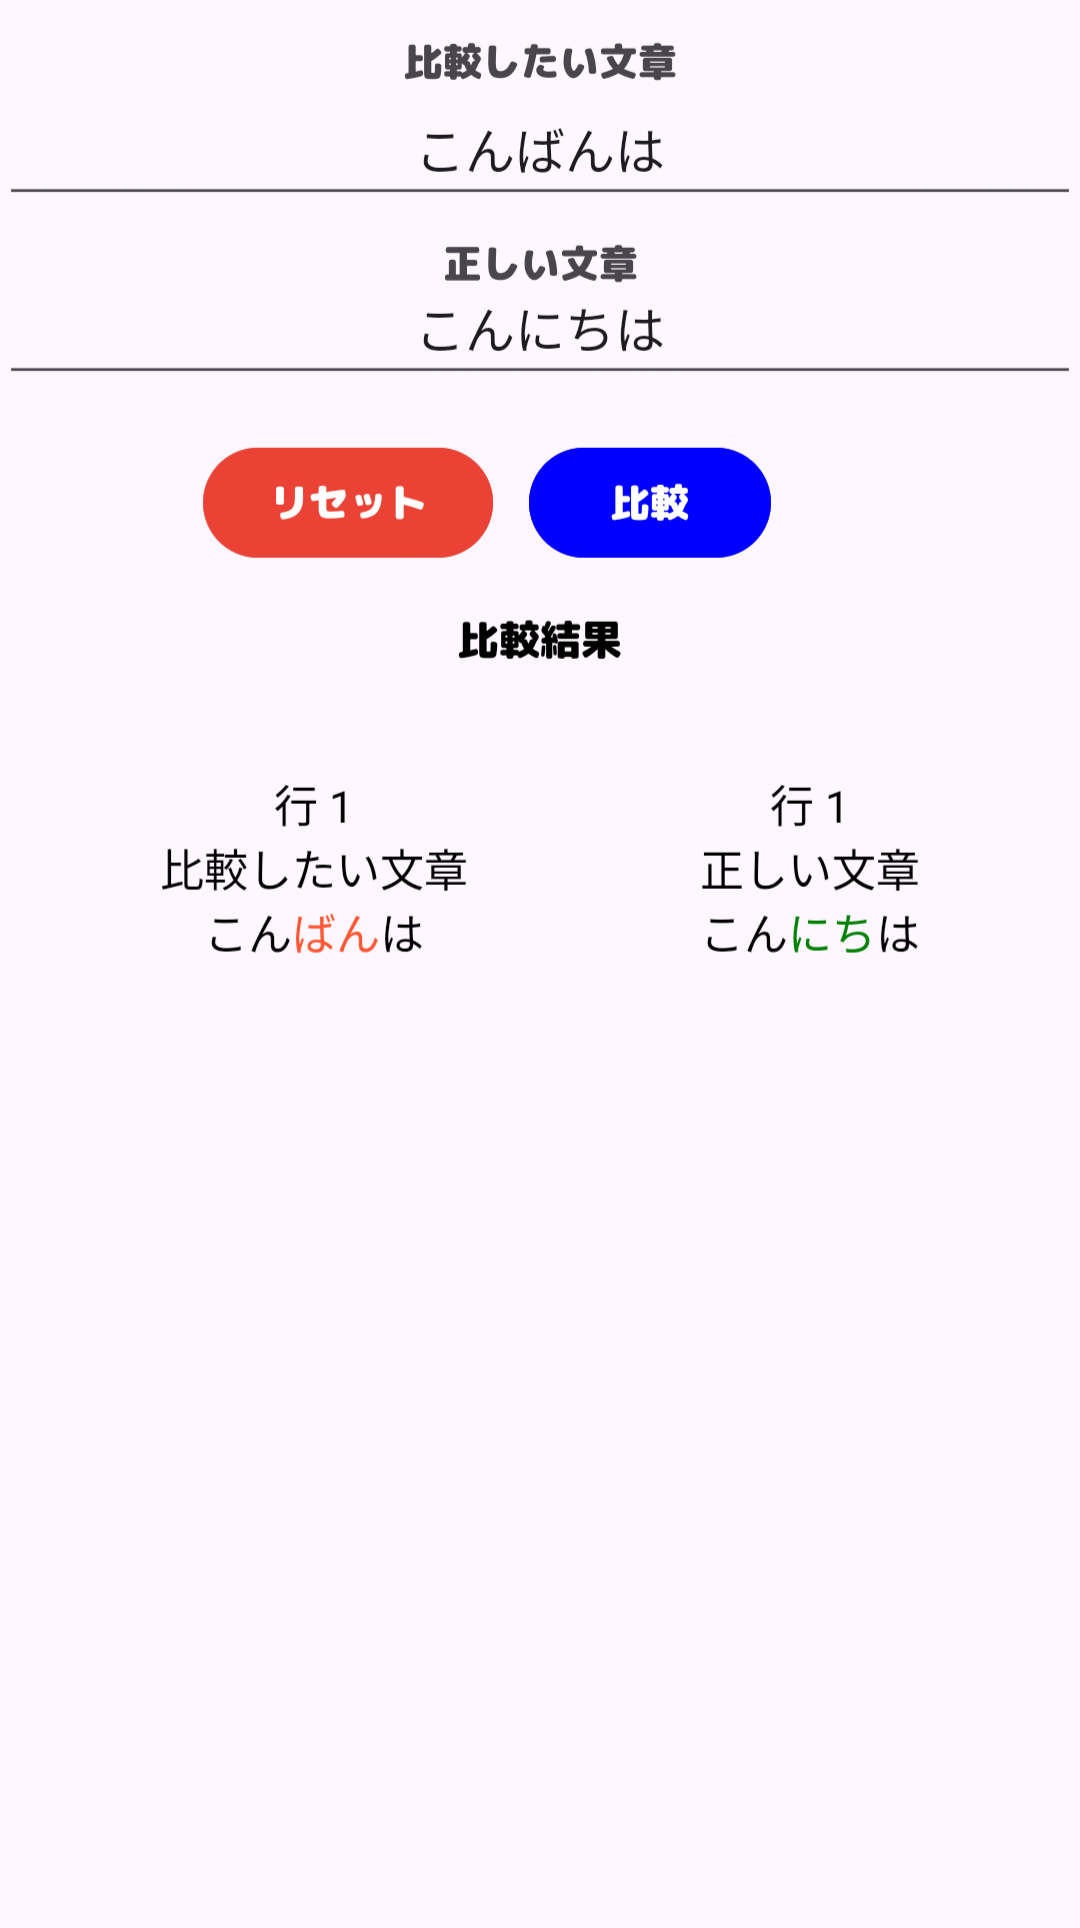 比較したい文章
こんばんは
正しい文章
こんにちは
リセット
比較
比較結果
行 1
比較したい文章
こんばんは
行 1
正しい文章
こんにちは